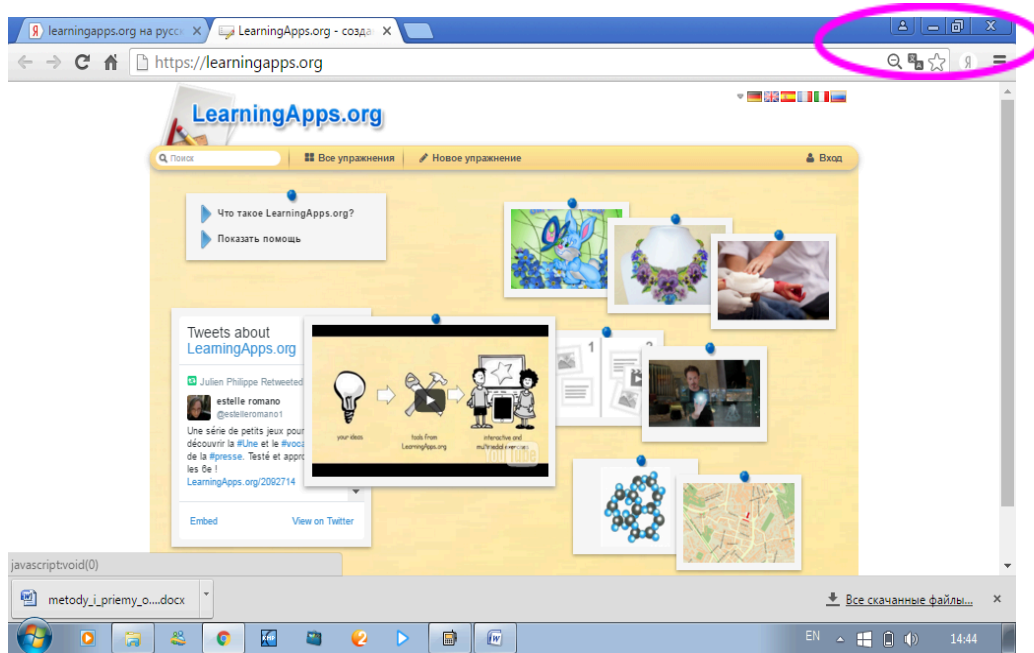 learningapps.org на русс
LearningApps.org - созда
https://learningapps.org
LearningApps.org
Поиск
Все упражнения
Новое упражнение
Вход
Что такое LearningApps.org?
Показать помощь
Tweets about
LearningApps.org
Julien Philippe Retweeted
estelle romano
@estelleromano1
Une série de petits jeux pour
découvrir la #Une et le #voca
de la #presse. Testé et appro
les 6e !
LearningApps.org/2092714
Embed
View on Twitter
your ideas
tools from
LearningApps.org
interactive and
multimedial exercises
YouTube
1
2
javascript:void(0)
metody_i_priemy_o....docx
Все скачанные файлы...
EN
14:44